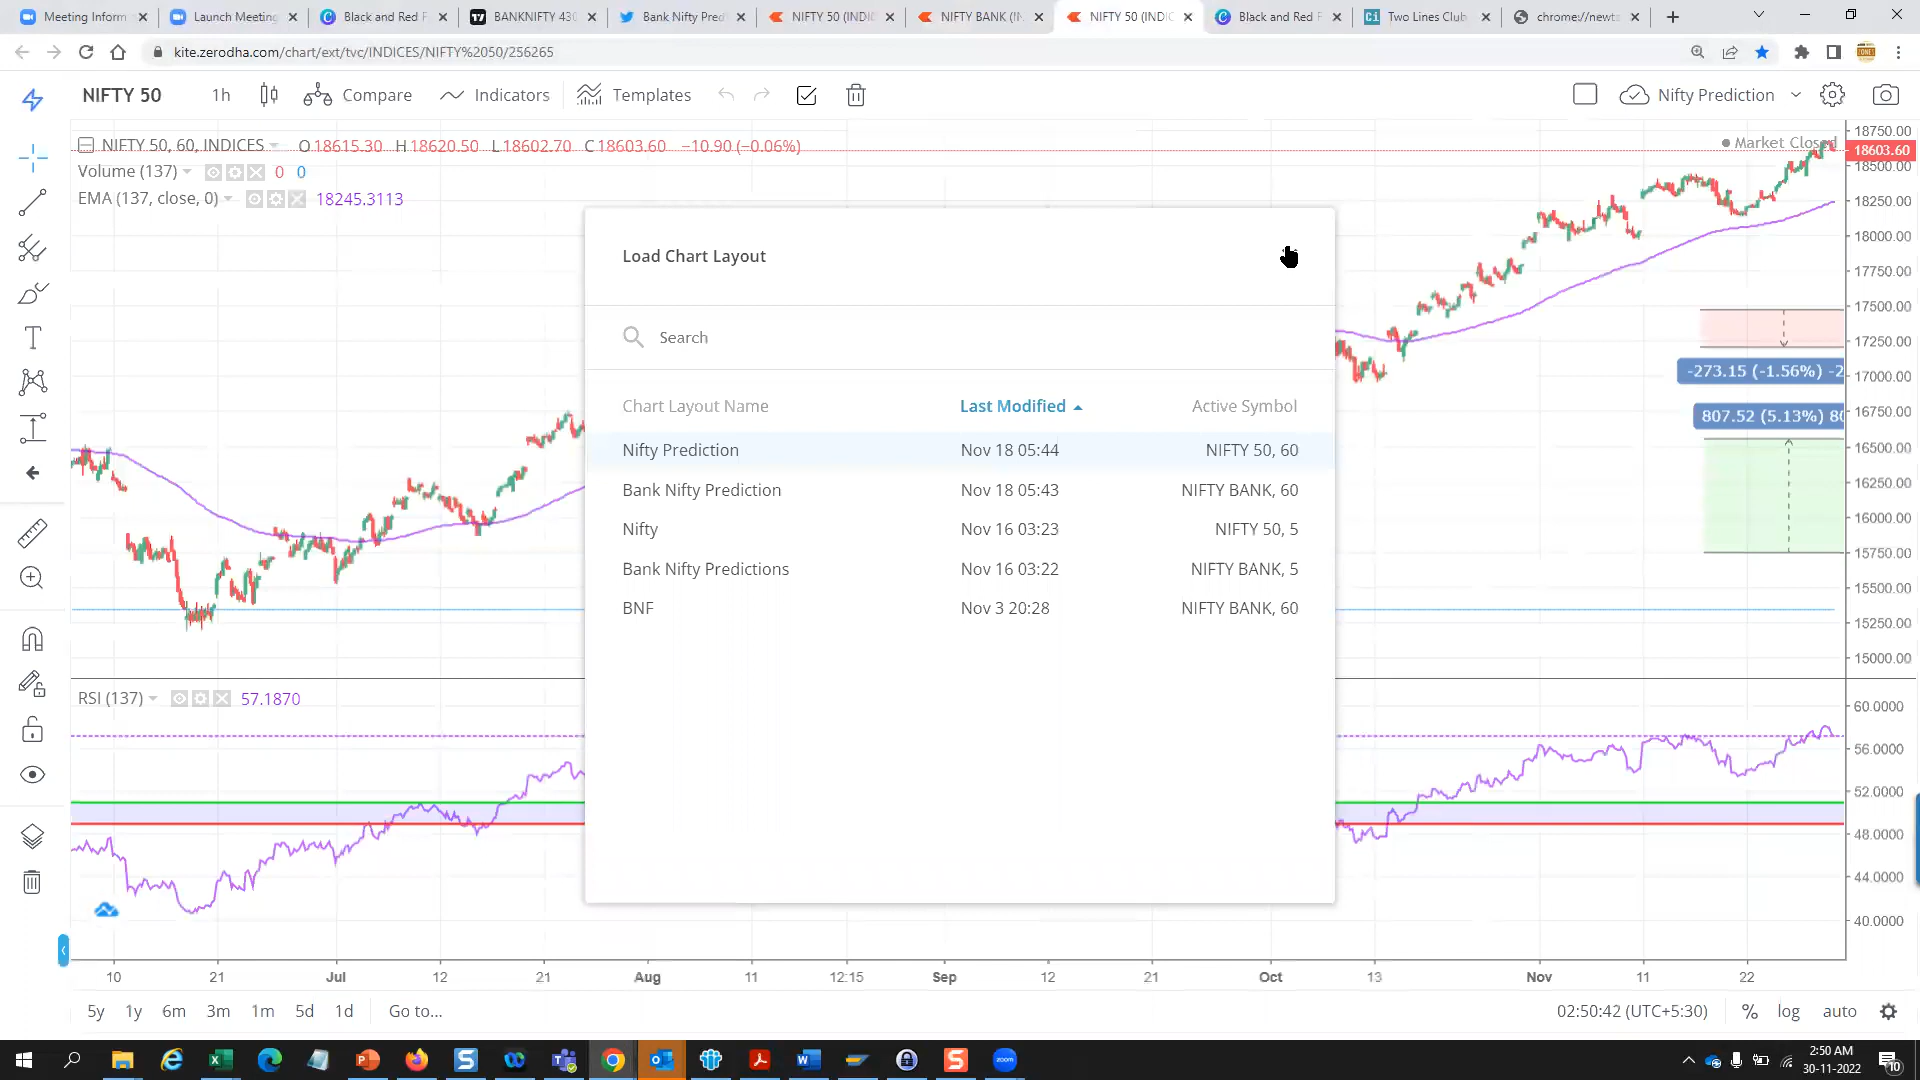 Meeting Inform
Launch Meeting
Black and Red F
BANKNIFTY 430
Bank Nifty Pred
NIFTY 50 (INDIC
NIFTY BANK (IN
NIFTY 50 (INDIC
Black and Red F
Two Lines Club
chrome://newta
kite.zerodha.com/chart/ext/tvc/INDICES/NIFTY%2050/256265
NIFTY 50 1h Compare Indicators Templates Nifty Prediction
NIFTY 50, 60, INDICES O 18615.30 H 18620.50 L 18602.70 C 18603.60 −10.90 (−0.06%)
Market Closed
Volume (137) 0 0
EMA (137, close, 0) 18245.3113
Load Chart Layout
Search
Chart Layout Name Last Modified Active Symbol
Nifty Prediction Nov 18 05:44 NIFTY 50, 60
Bank Nifty Prediction Nov 18 05:43 NIFTY BANK, 60
Nifty Nov 16 03:23 NIFTY 50, 5
Bank Nifty Predictions Nov 16 03:22 NIFTY BANK, 5
BNF Nov 3 20:28 NIFTY BANK, 60
-273.15 (-1.56%) -2
807.52 (5.13%) 80
18750.00
18603.60
18500.00
18250.00
18000.00
17750.00
17500.00
17250.00
17000.00
16750.00
16500.00
16250.00
16000.00
15750.00
15500.00
15250.00
15000.00
RSI (137) 57.1870
60.0000
56.0000
52.0000
48.0000
44.0000
40.0000
10 21 Jul 12 21 Aug 11 12:15 Sep 12 21 Oct 13 Nov 11 22
5y 1y 6m 3m 1m 5d 1d Go to... 02:50:42 (UTC+5:30) % log auto
2:50 AM
30-11-2022
10
zoom